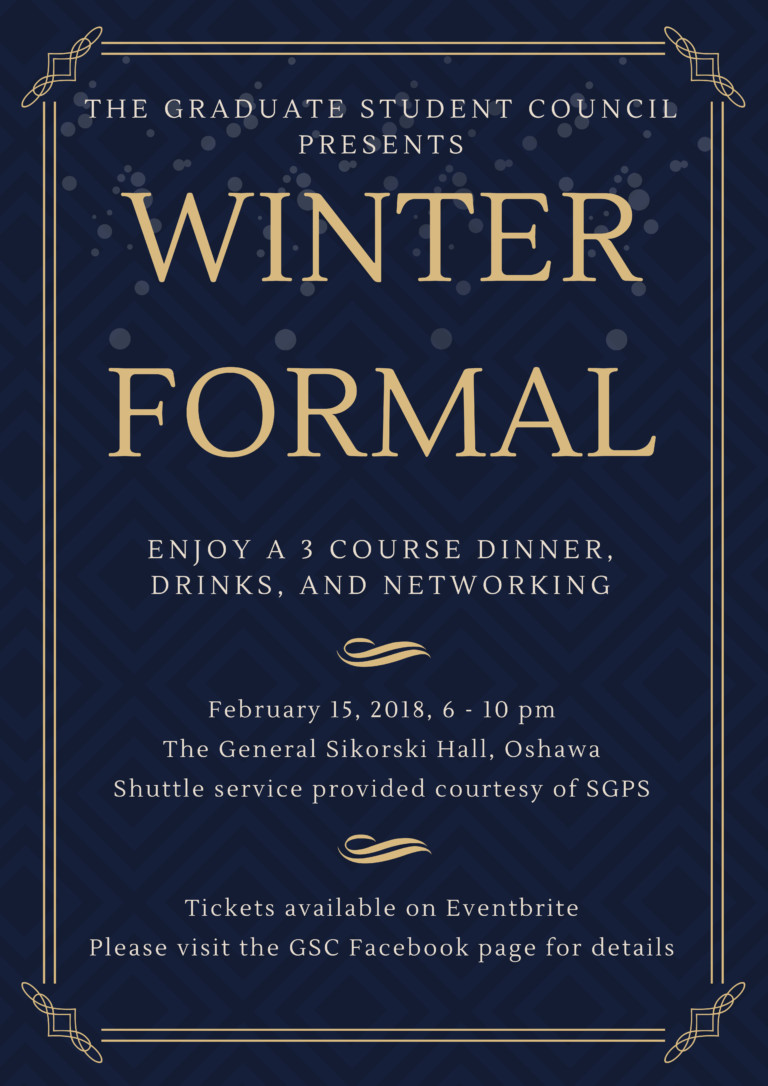 THE GRADUATE STUDENT COUNCIL
PRESENTS
WINTER
FORMAL
ENJOY A 3 COURSE DINNER,
DRINKS, AND NETWORKING
February 15, 2018, 6 - 10 pm
The General Sikorski Hall, Oshawa
Shuttle service provided courtesy of SGPS
Tickets available on Eventbrite
Please visit the GSC Facebook page for details